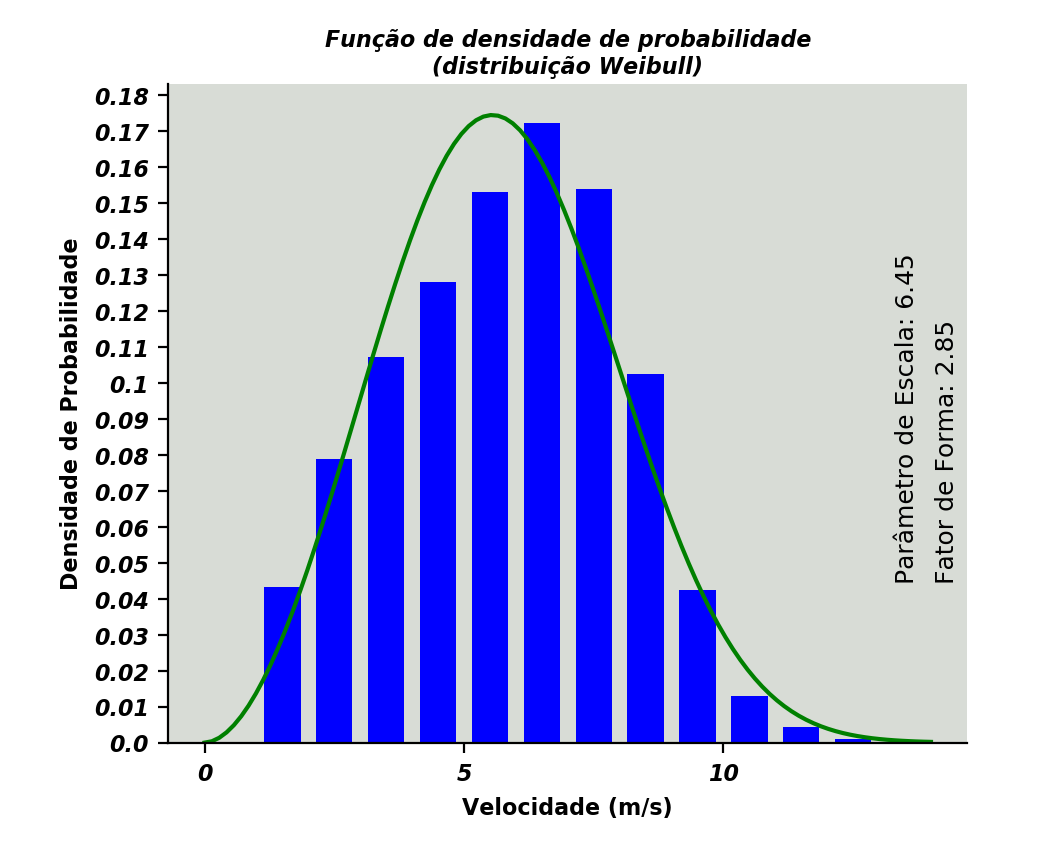 Função de densidade de probabilidade
(distribuição Weibull)
0.18
0.17
0.16
0.15
0.14
0.13
0.12
0.11
0.1
0.09
0.08
0.07
0.06
0.05
0.04
0.03
0.02
0.01
0.0
Densidade de Probabilidade
Parâmetro de Escala: 6.45
Fator de Forma: 2.85
0 5 10
Velocidade (m/s)